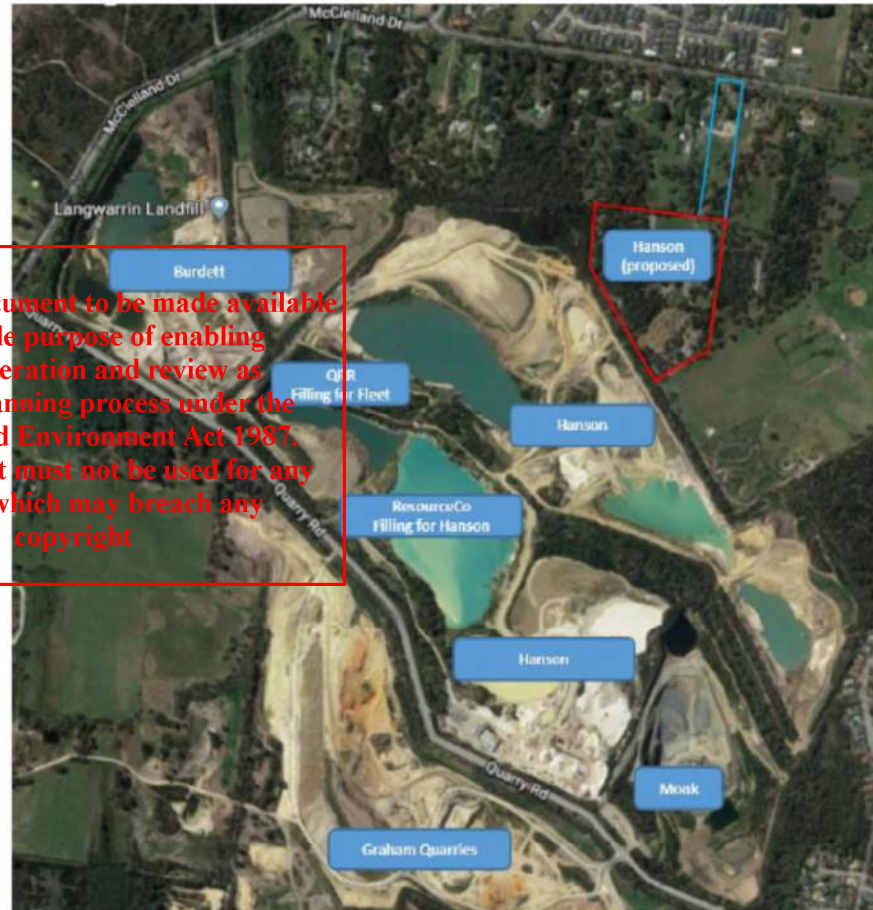 McClelland Dr
McClelland Dr
Langwarrin Landfill
Hanson
(proposed)
Burdett
cument to be made available
le purpose of enabling
eration and review as
anning process under the
d Environment Act 1987.
t must not be used for any
which may breach any
copyright
QRR
Filling for Fleet
Hanson
Quarry Rd
ResourceCo
Filling for Hanson
Hanson
Quarry Rd
Monk
Graham Quarries